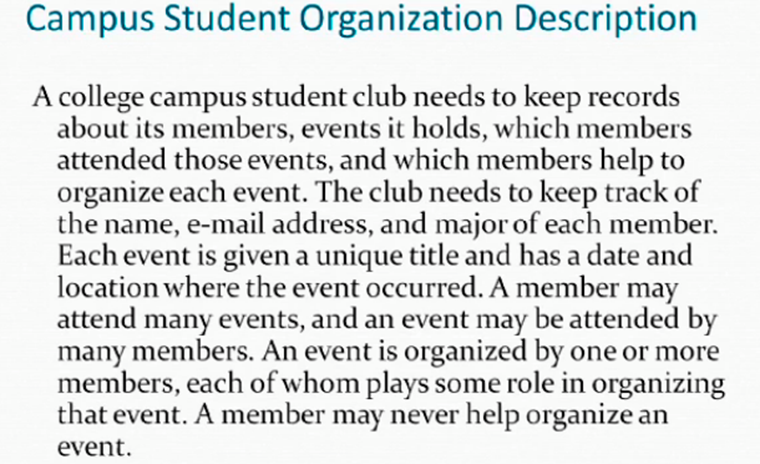 Campus Student Organization Description
A college campus student club needs to keep records
about its members, events it holds, which members
attended those events, and which members help to
organize each event. The club needs to keep track of
the name, e-mail address, and major of each member.
Each event is given a unique title and has a date and
location where the event occurred. A member may
attend many events, and an event may be attended by
many members. An event is organized by one or more
members, each of whom plays some role in organizing
that event. A member may never help organize an
event.